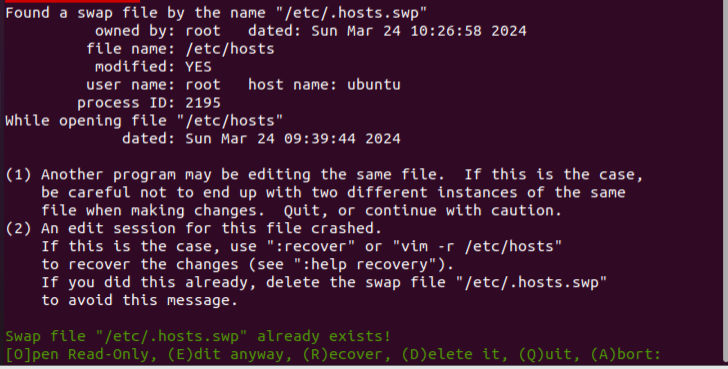 Found a swap file by the name "/etc/.hosts.swp"
owned by: root   dated: Sun Mar 24 10:26:58 2024
file name: /etc/hosts
modified: YES
user name: root   host name: ubuntu
process ID: 2195
While opening file "/etc/hosts"
dated: Sun Mar 24 09:39:44 2024

(1) Another program may be editing the same file.  If this is the case,
be careful not to end up with two different instances of the same
file when making changes.  Quit, or continue with caution.
(2) An edit session for this file crashed.
If this is the case, use ":recover" or "vim -r /etc/hosts"
to recover the changes (see ":help recovery").
If you did this already, delete the swap file "/etc/.hosts.swp"
to avoid this message.

Swap file "/etc/.hosts.swp" already exists!
[O]pen Read-Only, (E)dit anyway, (R)ecover, (D)elete it, (Q)uit, (A)bort: